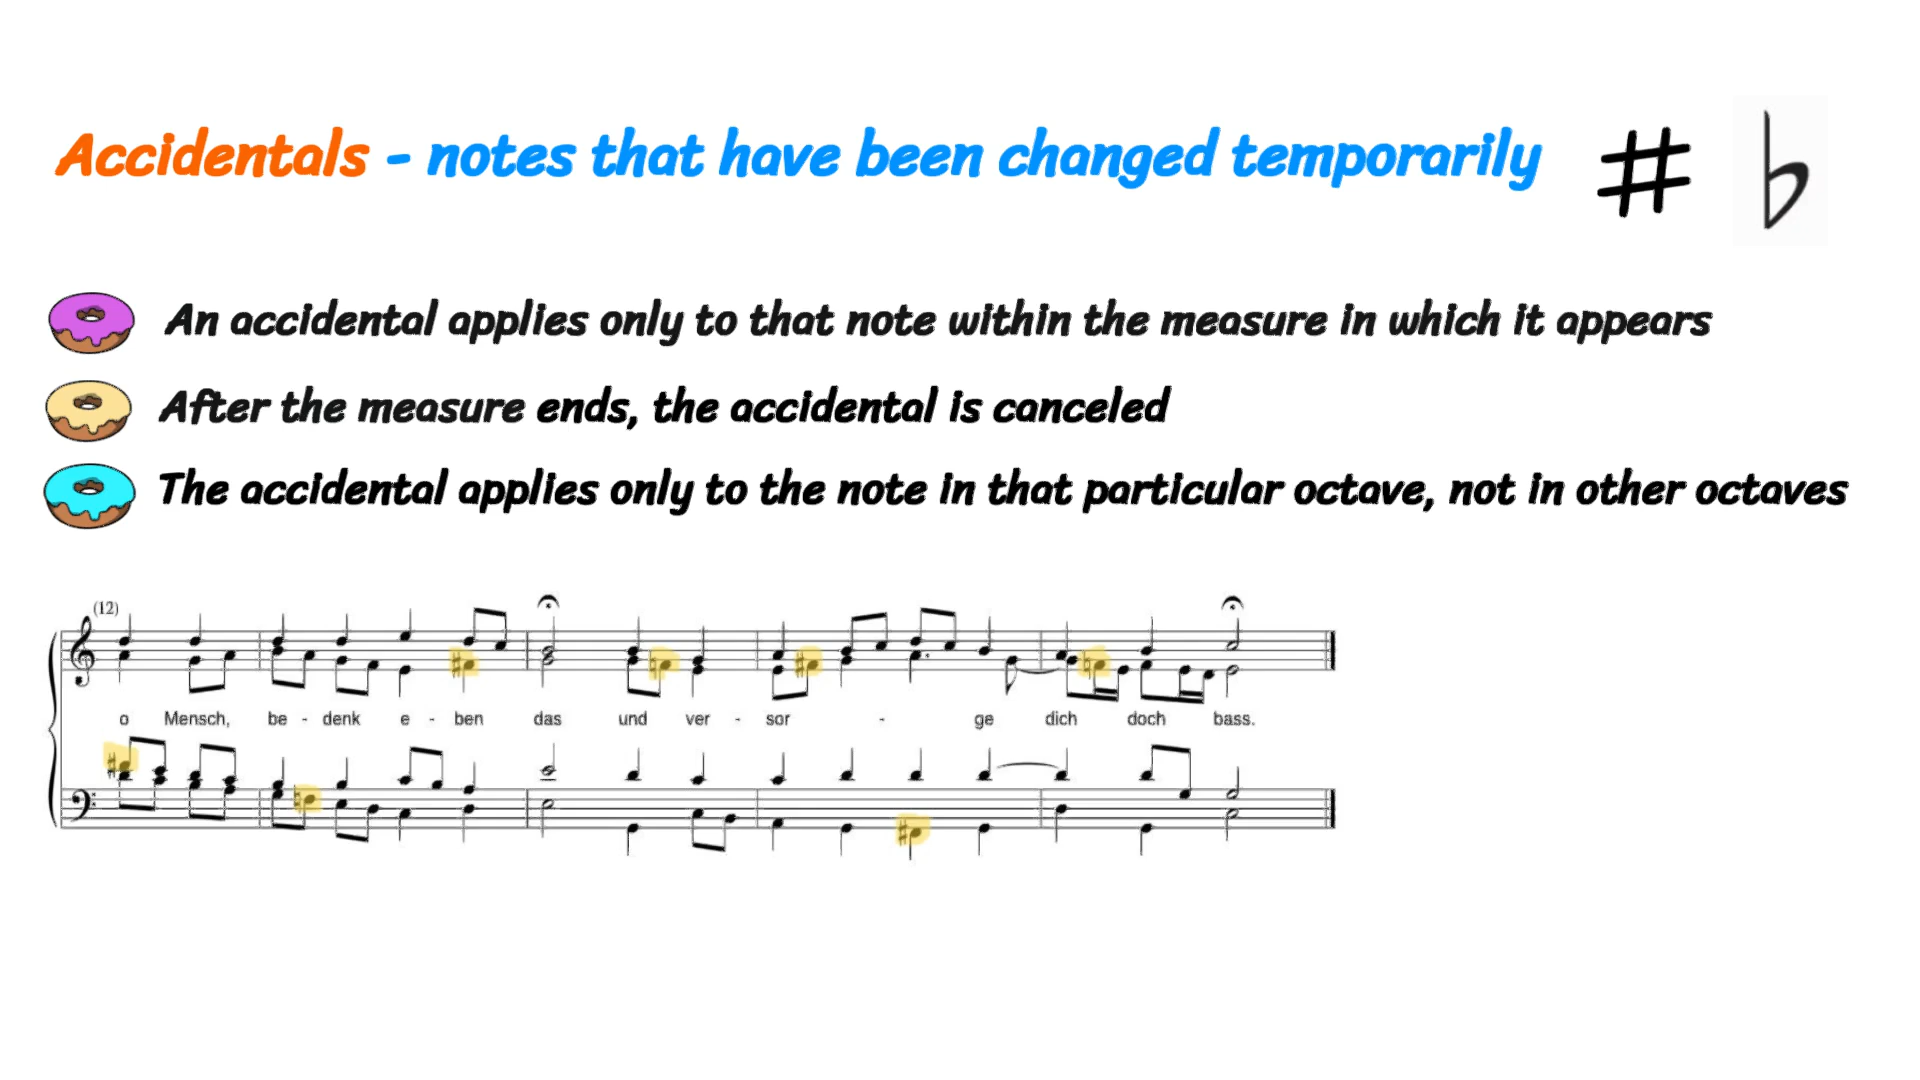 Accidentals - notes that have been changed temporarily # ♭
An accidental applies only to that note within the measure in which it appears
After the measure ends, the accidental is canceled
The accidental applies only to the note in that particular octave, not in other octaves
(12)
o Mensch, be - denk e - ben das und ver - sor - ge dich doch bass.